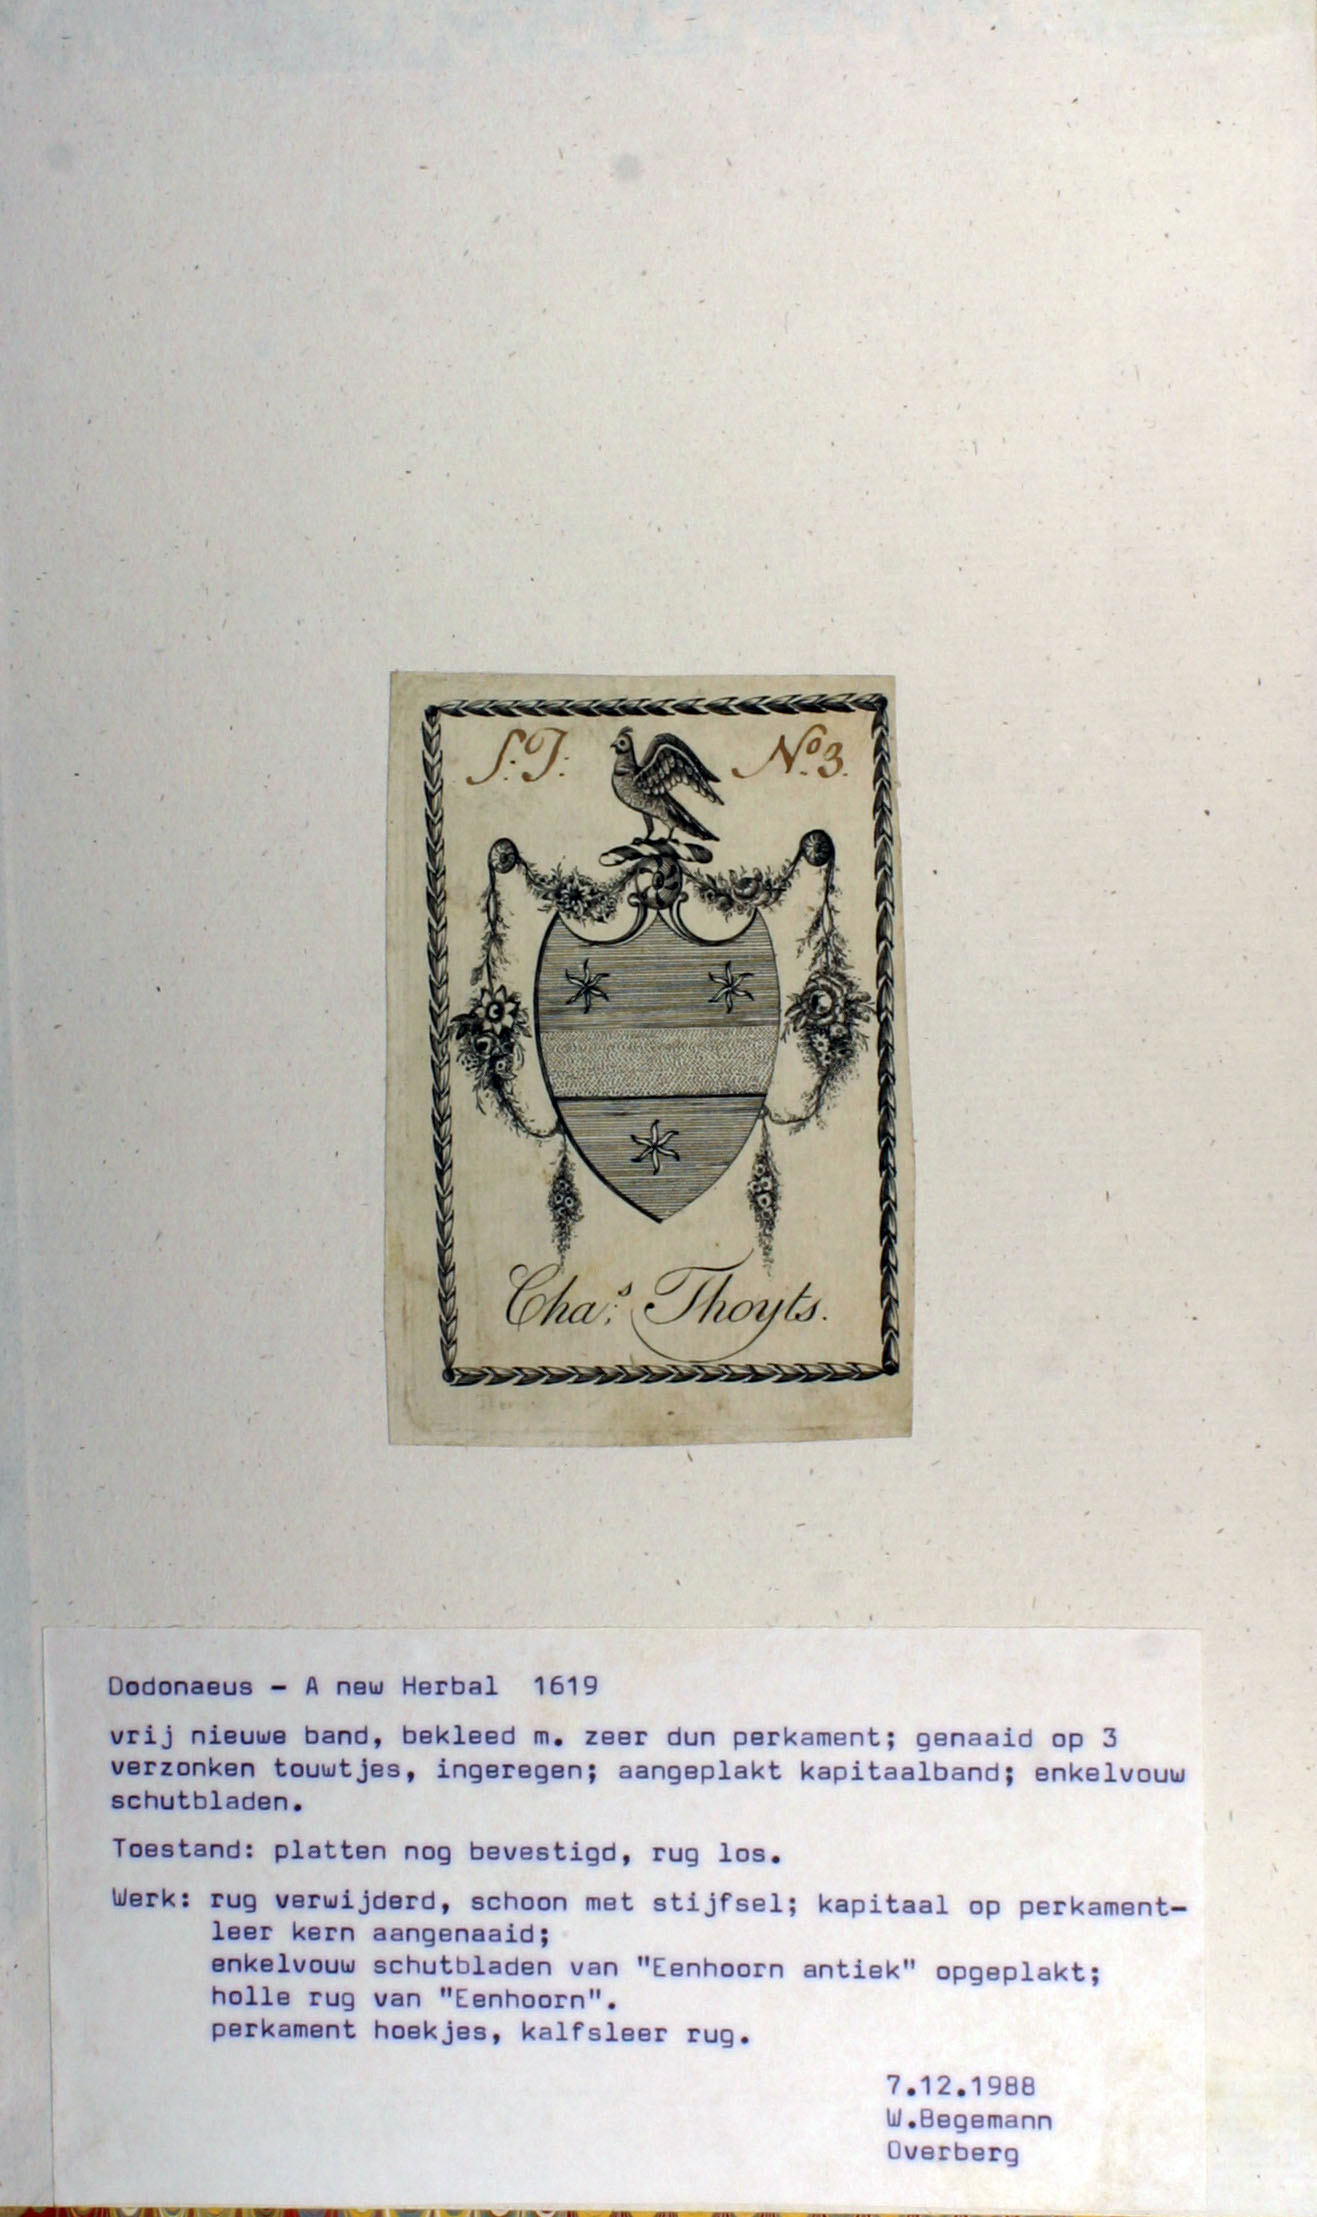 S:T: No. 3.
Cha.s Thoyts.
Dodonaeus - A new Herbal 1619
vrij nieuwe band, bekleed m. zeer dun perkament; genaaid op 3
verzonken touwtjes, ingeregen; aangeplakt kapitaalband; enkelvouw
schutbladen.
Toestand: platten nog bevestigd, rug los.
Werk: rug verwijderd, schoon met stijfsel; kapitaal op perkament-
leer kern aangenaaid;
enkelvouw schutbladen van "Eenhoorn antiek" opgeplakt;
holle rug van "Eenhoorn".
perkament hoekjes, kalfsleer rug.
7.12.1988
W.Begemann
Overberg